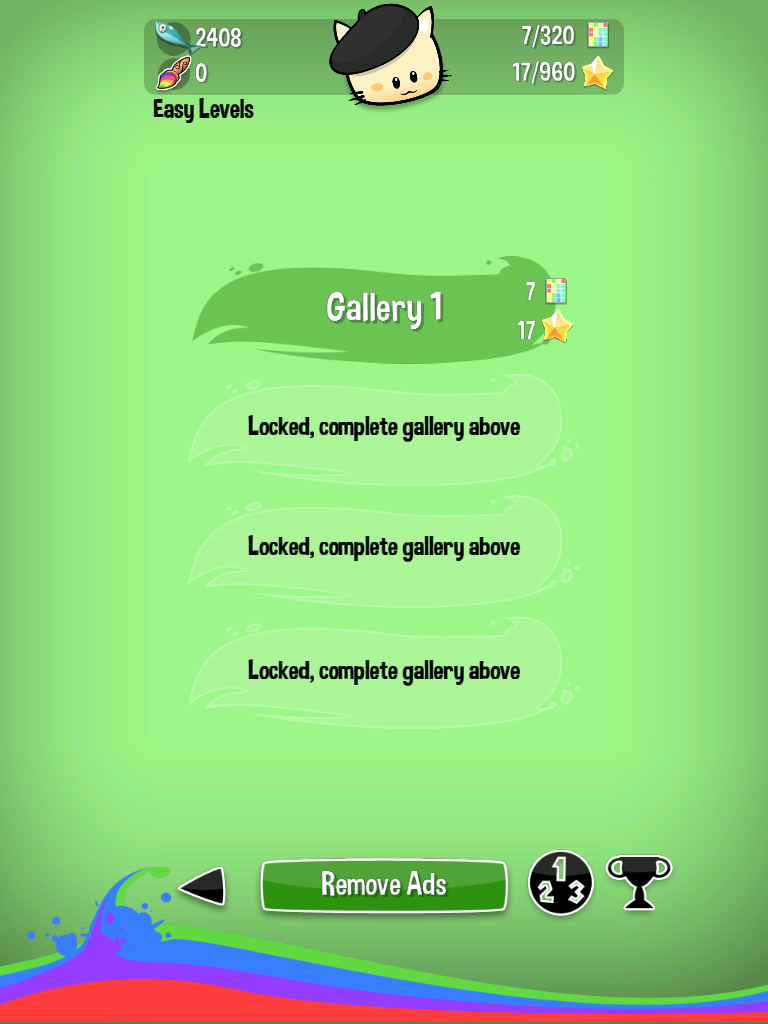 2408
7/320
0
17/960
Easy Levels
Gallery 1
7
17
Locked, complete gallery above
Locked, complete gallery above
Locked, complete gallery above
Remove Ads
1
2 3